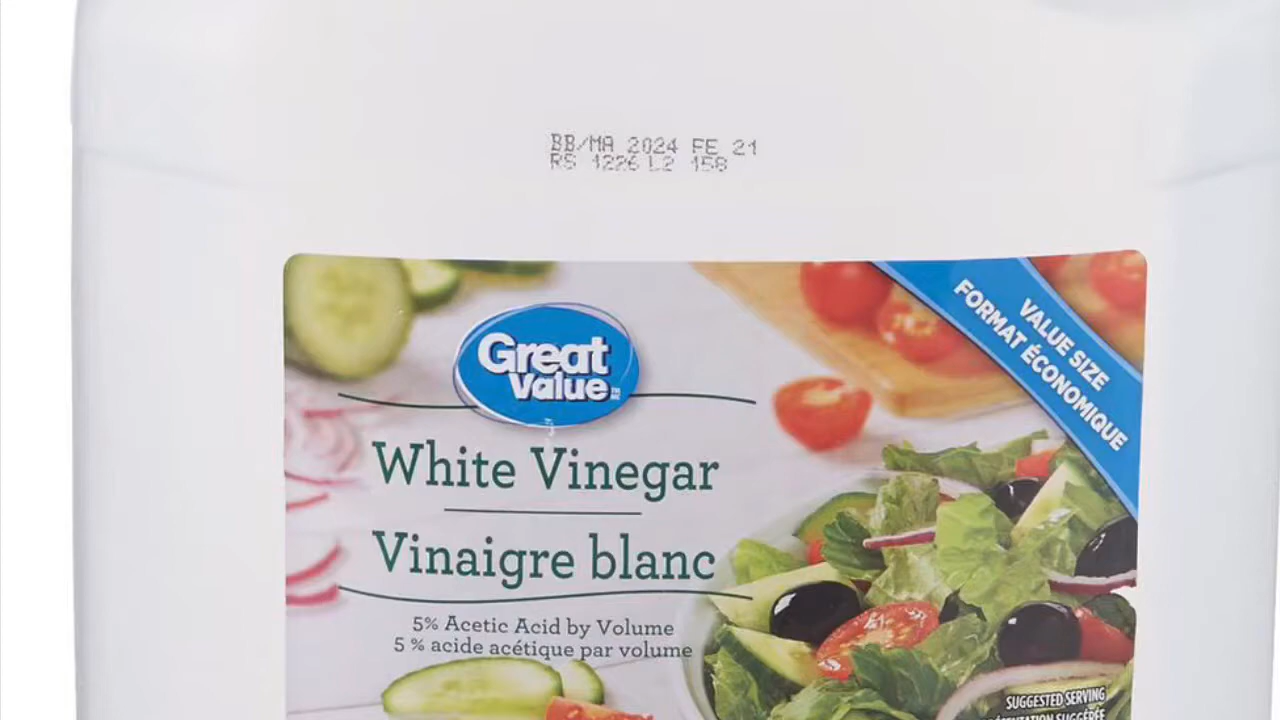 BB/MA 2024 FE 21
RS 1226 L2 158
VALUE SIZE
FORMAT ÉCONOMIQUE
Great
Value
White Vinegar
Vinaigre blanc
5% Acetic Acid by Volume
5 % acide acétique par volume
SUGGESTED SERVING